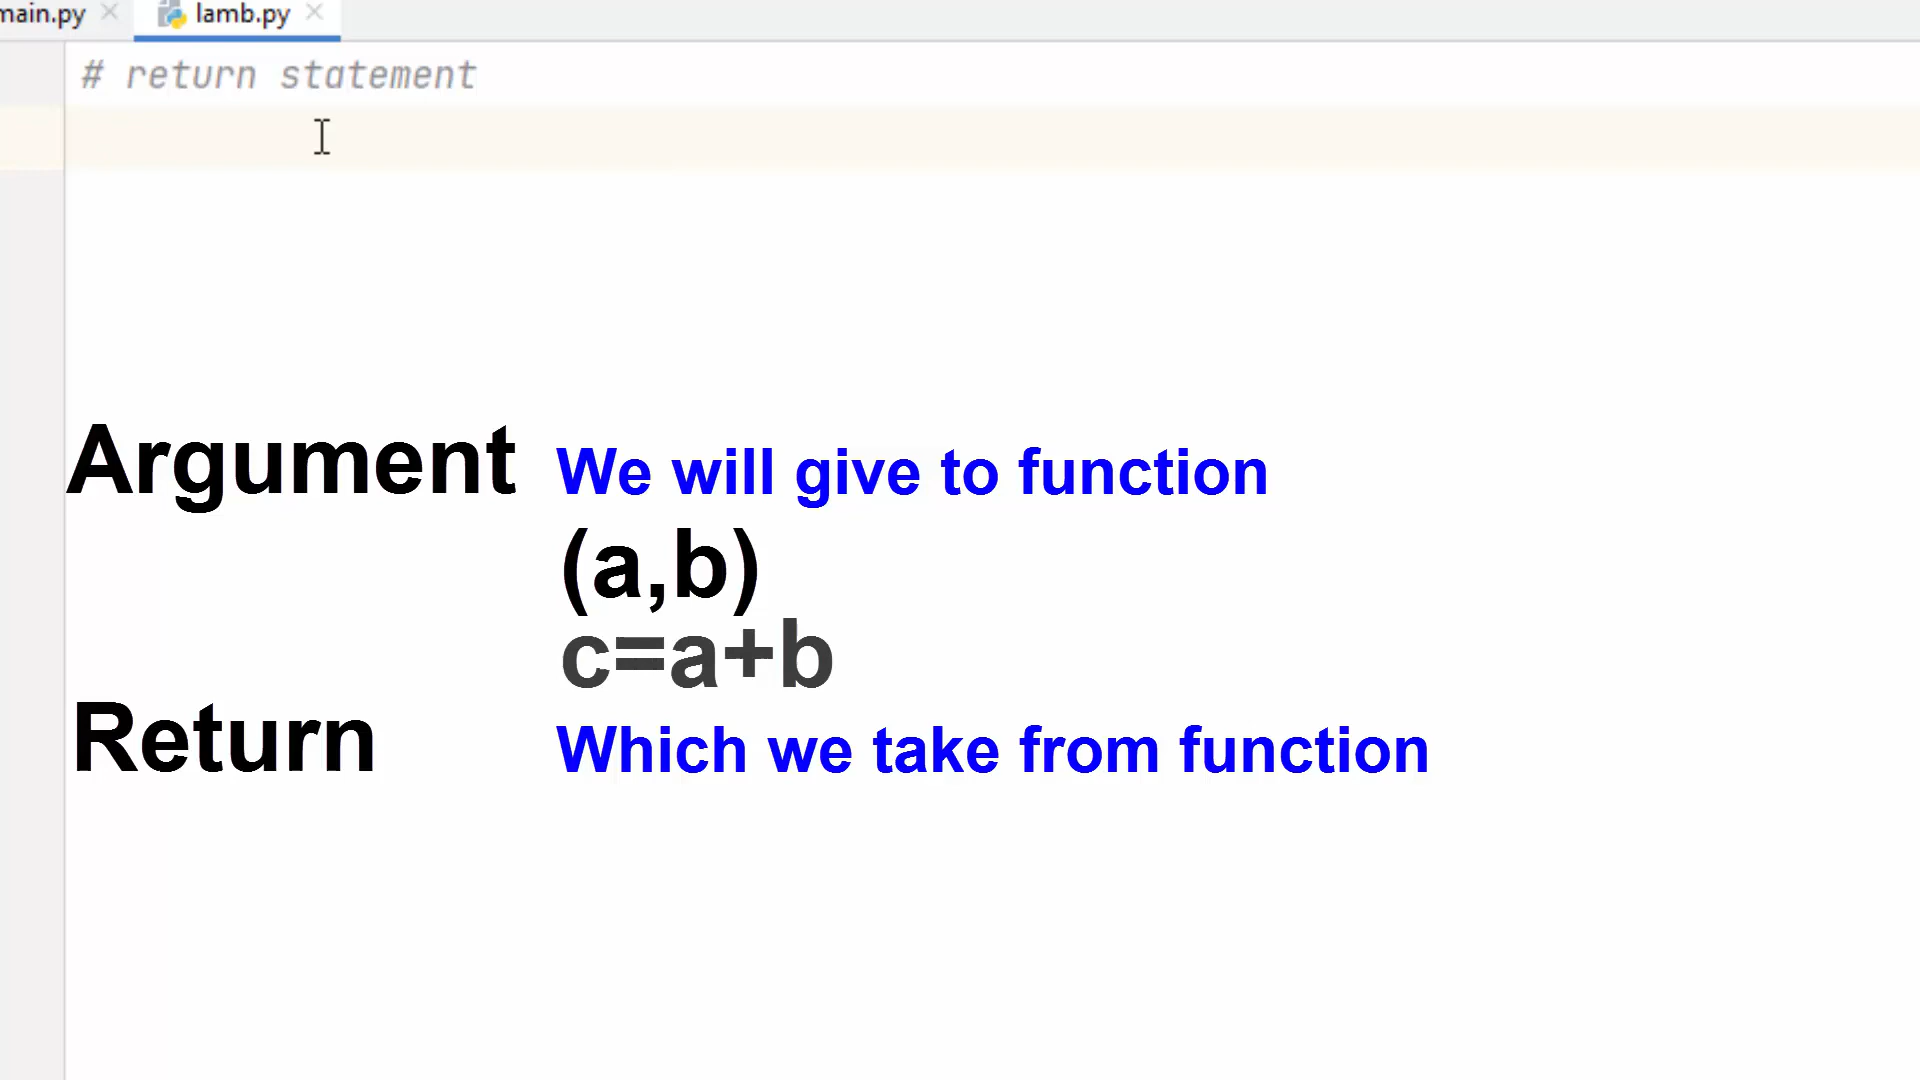 main.py lamb.py
# return statement
Argument We will give to function
(a,b)
c=a+b
Return Which we take from function